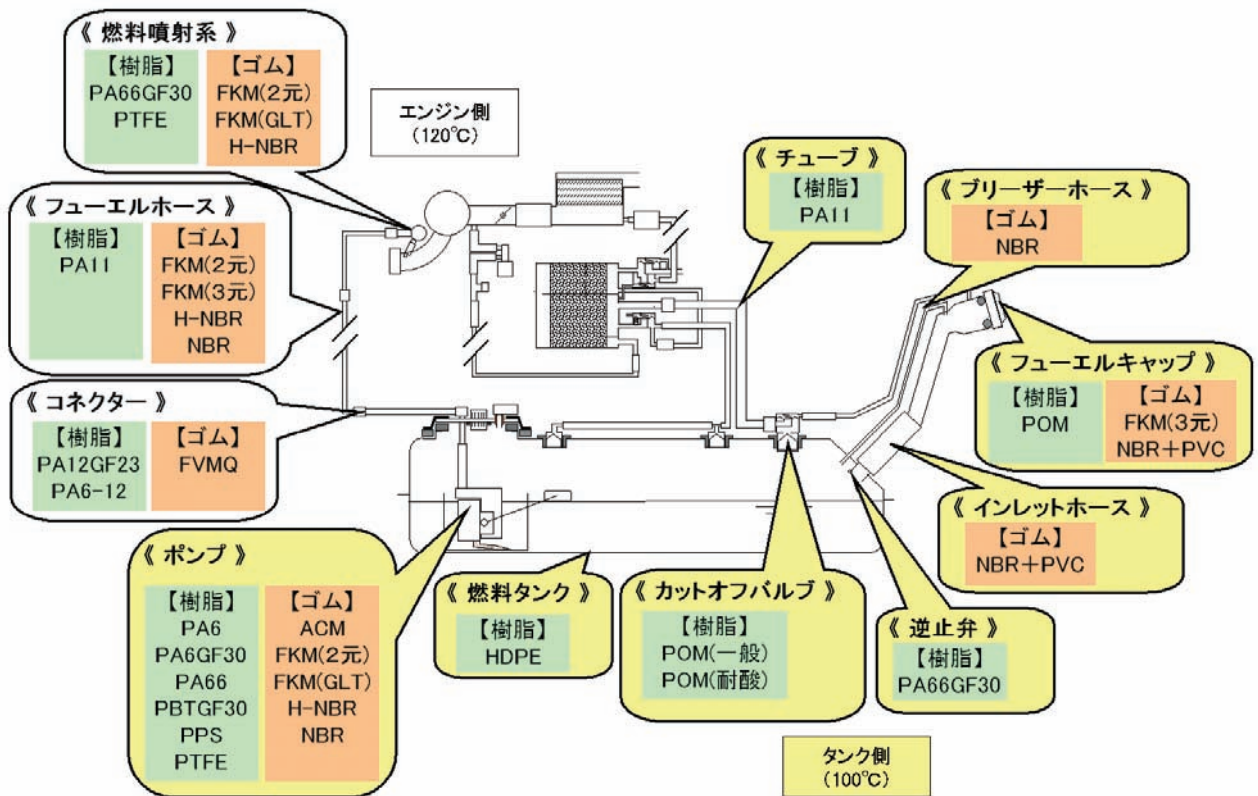 《 燃料噴射系 》
【樹脂】
PA66GF30
PTFE
【ゴム】
FKM(2元)
FKM(GLT)
H-NBR
エンジン側
(120℃)
《 チューブ 》
【樹脂】
PA11
《 ブリーザーホース 》
【ゴム】
NBR
《 フューエルホース 》
【樹脂】
PA11
【ゴム】
FKM(2元)
FKM(3元)
H-NBR
NBR
《 フューエルキャップ 》
【樹脂】
POM
【ゴム】
FKM(3元)
NBR+PVC
《 コネクター 》
【樹脂】
PA12GF23
PA6-12
【ゴム】
FVMQ
《 インレットホース 》
【ゴム】
NBR+PVC
《 ポンプ 》
【樹脂】
PA6
PA6GF30
PA66
PBTGF30
PPS
PTFE
【ゴム】
ACM
FKM(2元)
FKM(GLT)
H-NBR
NBR
《 燃料タンク 》
【樹脂】
HDPE
《 カットオフバルブ 》
【樹脂】
POM(一般)
POM(耐酸)
《 逆止弁 》
【樹脂】
PA66GF30
タンク側
(100℃)